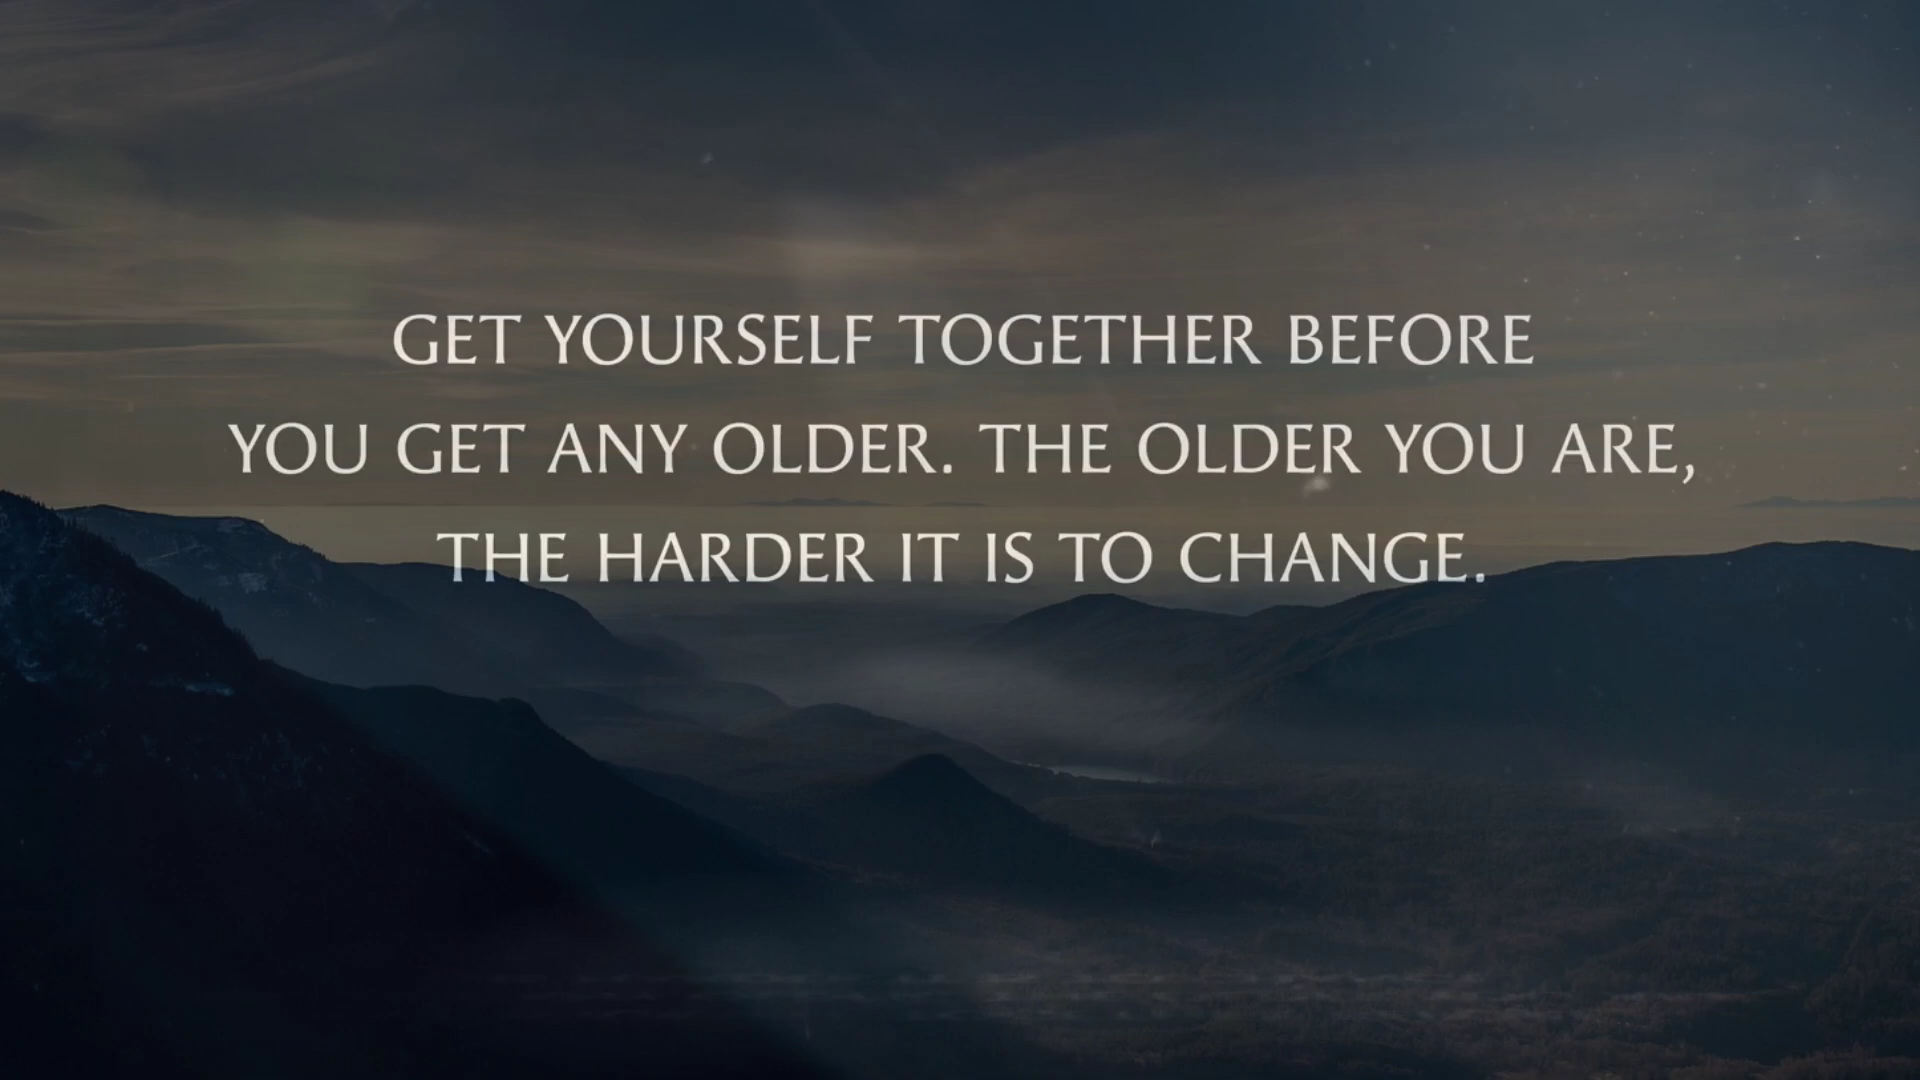 GET YOURSELF TOGETHER BEFORE
YOU GET ANY OLDER. THE OLDER YOU ARE,
THE HARDER IT IS TO CHANGE.